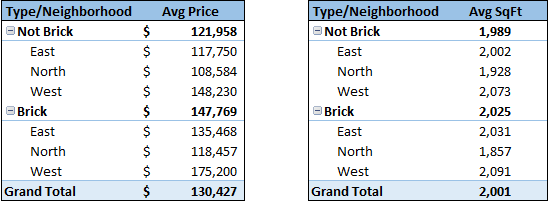 Type/Neighborhood Avg Price
Not Brick $ 121,958
East $ 117,750
North $ 108,584
West $ 148,230
Brick $ 147,769
East $ 135,468
North $ 118,457
West $ 175,200
Grand Total $ 130,427
Type/Neighborhood Avg SqFt
Not Brick 1,989
East 2,002
North 1,928
West 2,073
Brick 2,025
East 2,031
North 1,857
West 2,091
Grand Total 2,001